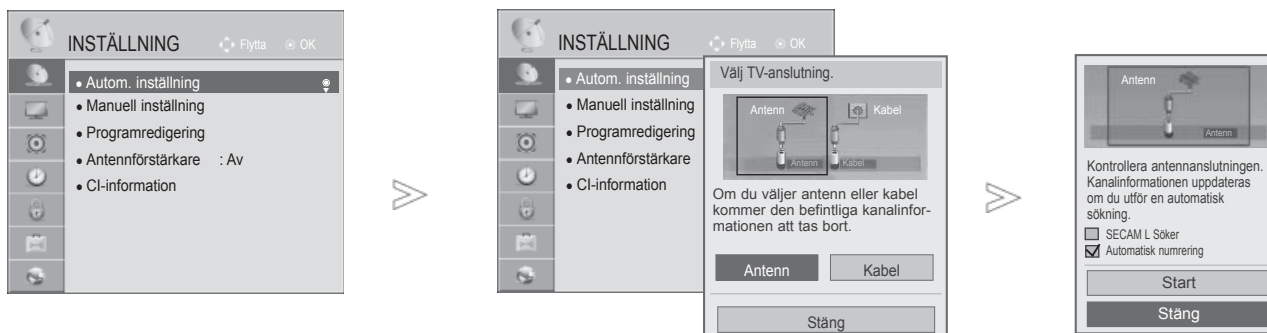 INSTÄLLNING
Flytta OK
• Autom. inställning
• Manuell inställning
• Programredigering
• Antennförstärkare : Av
• CI-information
INSTÄLLNING
Flytta OK
• Autom. inställning
• Manuell inställning
• Programredigering
• Antennförstärkare
• CI-information
Välj TV-anslutning.
Antenn
Kabel
Antenn
Kabel
Om du väljer antenn eller kabel
kommer den befintliga kanalinfor-
mationen att tas bort.
Antenn
Kabel
Stäng
Antenn
Antenn
Kontrollera antennanslutningen.
Kanalinformationen uppdateras
om du utför en automatisk
sökning.
SECAM L Söker
Automatisk numrering
Start
Stäng